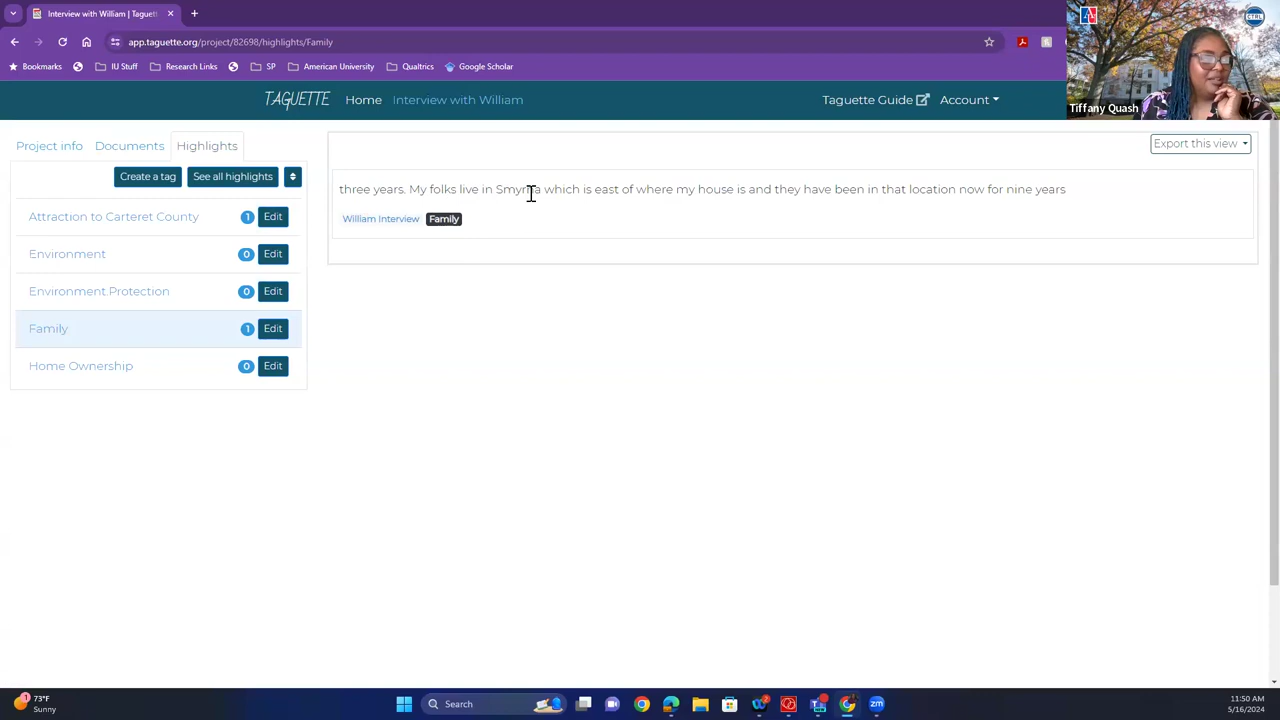 Interview with William | Taguett
app.taguette.org/project/82698/highlights/Family
Bookmarks IU Stuff Research Links SP American University Qualtrics Google Scholar
CTRL
Tiffany Quash
TAGUETTE Home Interview with William Taguette Guide Account
Project info Documents Highlights
Export this view
Create a tag See all highlights
three years. My folks live in Smyrna which is east of where my house is and they have been in that location now for nine years
William Interview Family
Attraction to Carteret County 1 Edit
Environment 0 Edit
Environment.Protection 0 Edit
Family 1 Edit
Home Ownership 0 Edit
1 73°F
Sunny
Search
zm
11:50 AM
5/16/2024